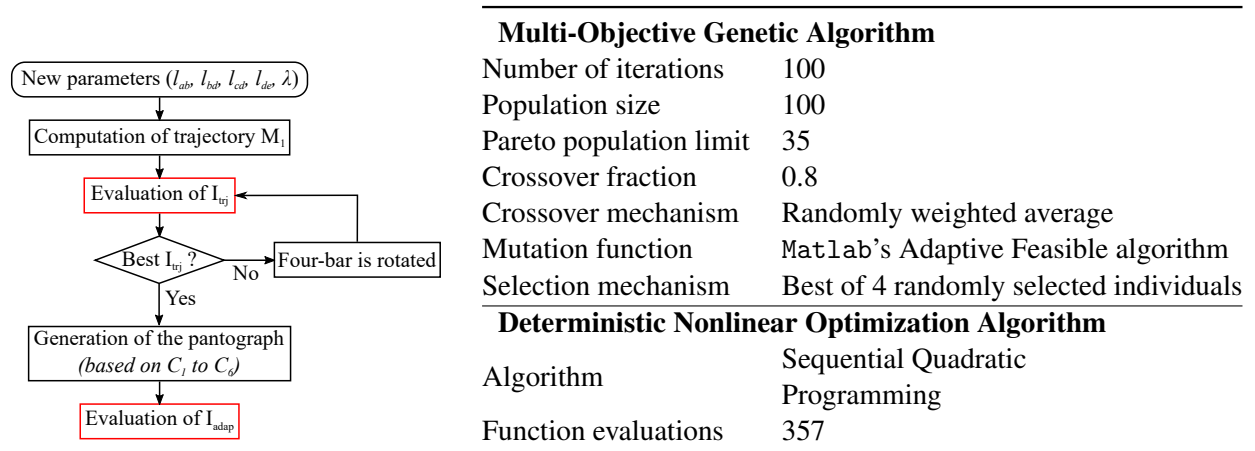 New parameters (l_ab, l_bd, l_cd, l_de, λ)
Computation of trajectory M_1
Evaluation of I_trj
Best I_trj ?
No
Four-bar is rotated
Yes
Generation of the pantograph
(based on C_1 to C_6)
Evaluation of I_adap
Multi-Objective Genetic Algorithm
Number of iterations 100
Population size 100
Pareto population limit 35
Crossover fraction 0.8
Crossover mechanism Randomly weighted average
Mutation function Matlab's Adaptive Feasible algorithm
Selection mechanism Best of 4 randomly selected individuals
Deterministic Nonlinear Optimization Algorithm
Algorithm Sequential Quadratic
Programming
Function evaluations 357